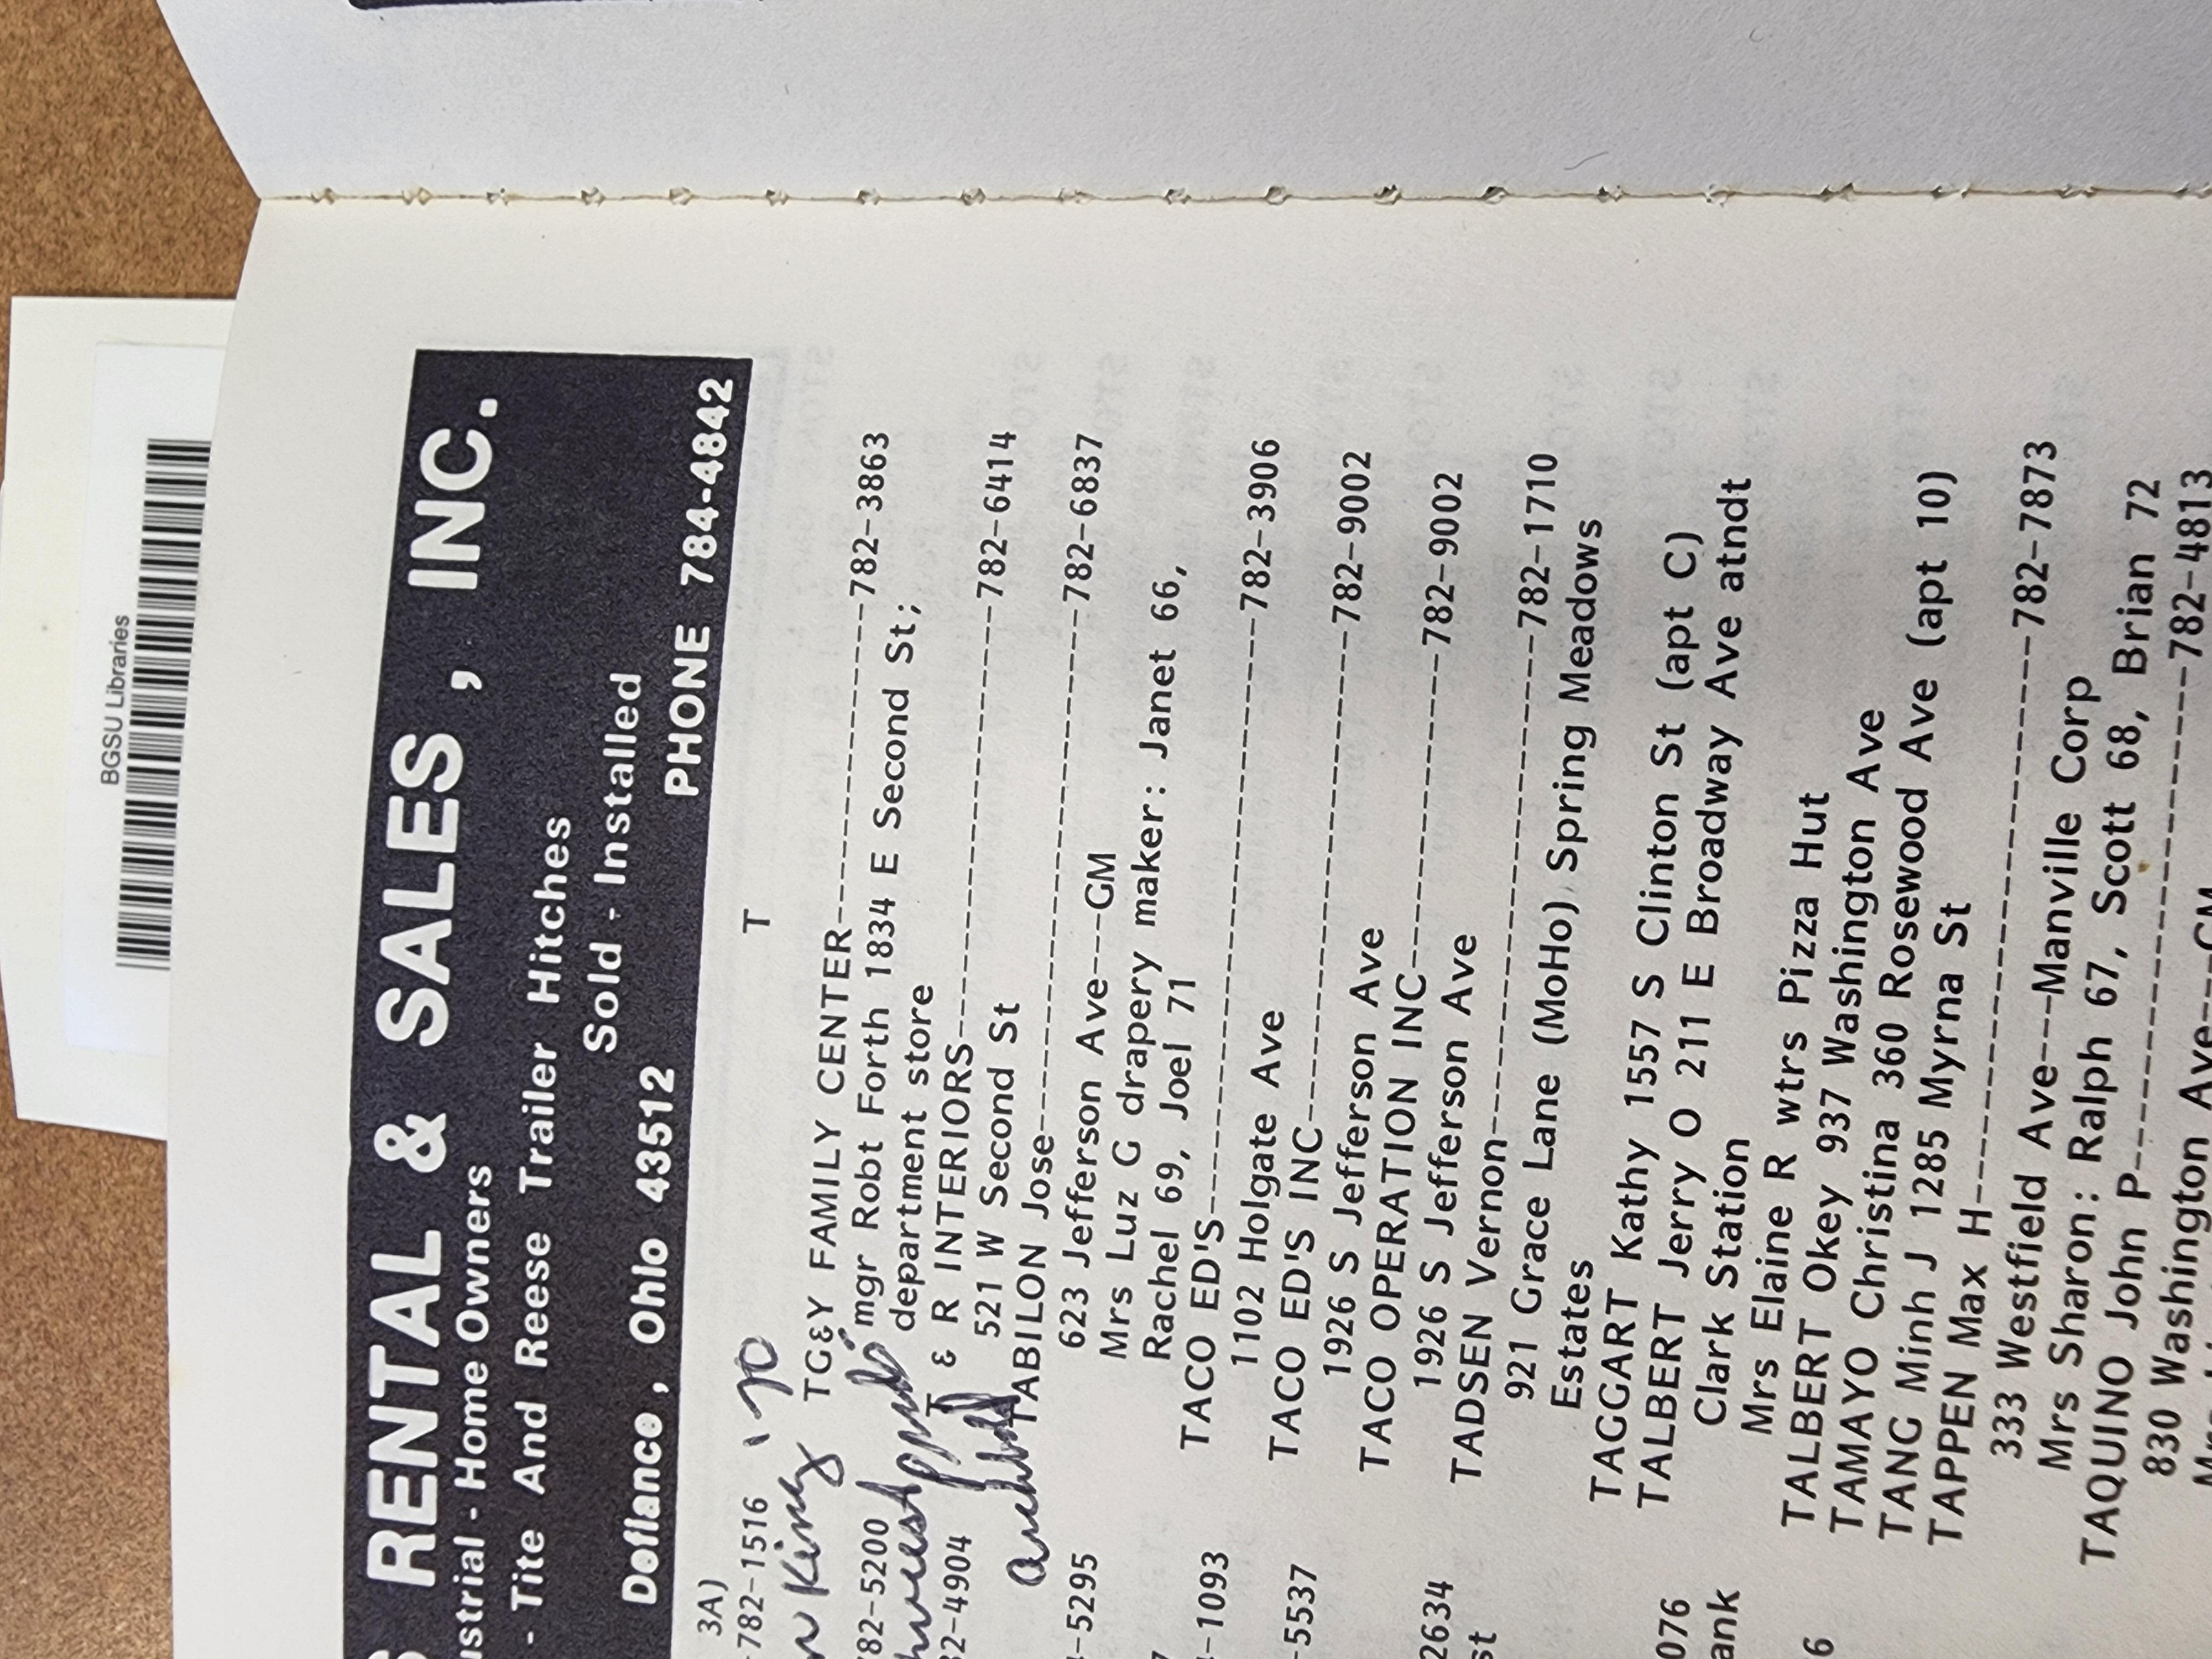 BGSU Libraries
RENTAL & SALES, INC.
ustrial - Home Owners
- Tite And Reese Trailer Hitches
Sold - Installed
Defiance, Ohio 43512 PHONE 784-4842
3A)
-782-1516
782-5200
82-4904
-5295
-1093
-5537
2634
st
076
ank
6
King
T
TG&Y FAMILY CENTER-----------782-3863
mgr Robt Forth 1834 E Second St;
department store
T & R INTERIORS--------------782-6414
521 W Second St
TABILON Jose-----------------782-6837
623 Jefferson Ave---GM
Mrs Luz G drapery maker: Janet 66,
Rachel 69, Joel 71
TACO ED'S--------------------782-3906
1102 Holgate Ave
TACO ED'S INC----------------782-9002
1926 S Jefferson Ave
TACO OPERATION INC-----------782-9002
1926 S Jefferson Ave
TADSEN Vernon----------------782-1710
921 Grace Lane (MoHo) Spring Meadows
Estates
TAGGART Kathy 1557 S Clinton St (apt C)
TALBERT Jerry O 211 E Broadway Ave atndt
Clark Station
Mrs Elaine R wtrs Pizza Hut
TALBERT Okey 937 Washington Ave
TAMAYO Christina 360 Rosewood Ave (apt 10)
TANG Minh J 1285 Myrna St
TAPPEN Max H-----------------782-7873
333 Westfield Ave---Manville Corp
Mrs Sharon: Ralph 67, Scott 68, Brian 72
TAQUINO John P---------------782-4813
830 Washington Ave---GM